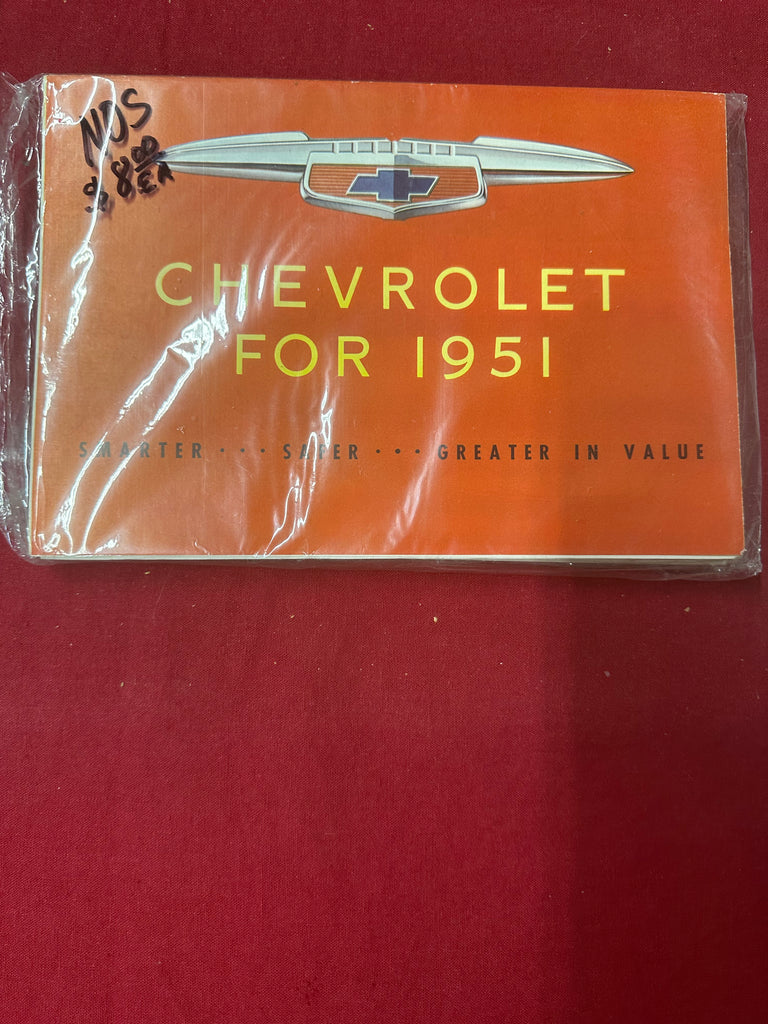 NOS
$8.00
EA
CHEVROLET
FOR 1951
SMARTER · · · SAFER · · · GREATER IN VALUE